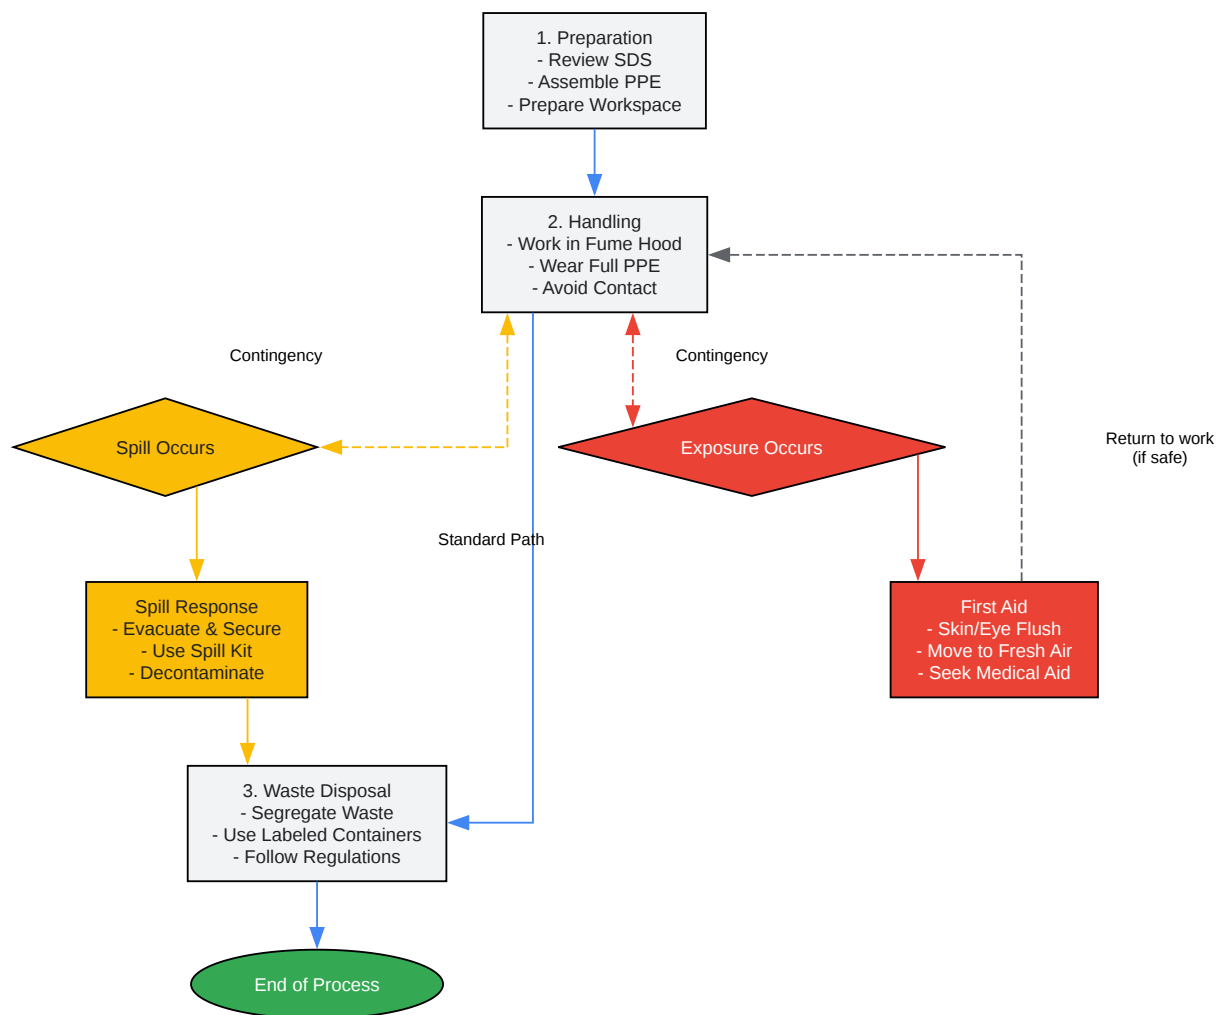 1. Preparation
- Review SDS
- Assemble PPE
- Prepare Workspace
2. Handling
- Work in Fume Hood
- Wear Full PPE
- Avoid Contact
Contingency
Contingency
Spill Occurs
Exposure Occurs
Return to work
(if safe)
Standard Path
Spill Response
- Evacuate & Secure
- Use Spill Kit
- Decontaminate
First Aid
- Skin/Eye Flush
- Move to Fresh Air
- Seek Medical Aid
3. Waste Disposal
- Segregate Waste
- Use Labeled Containers
- Follow Regulations
End of Process